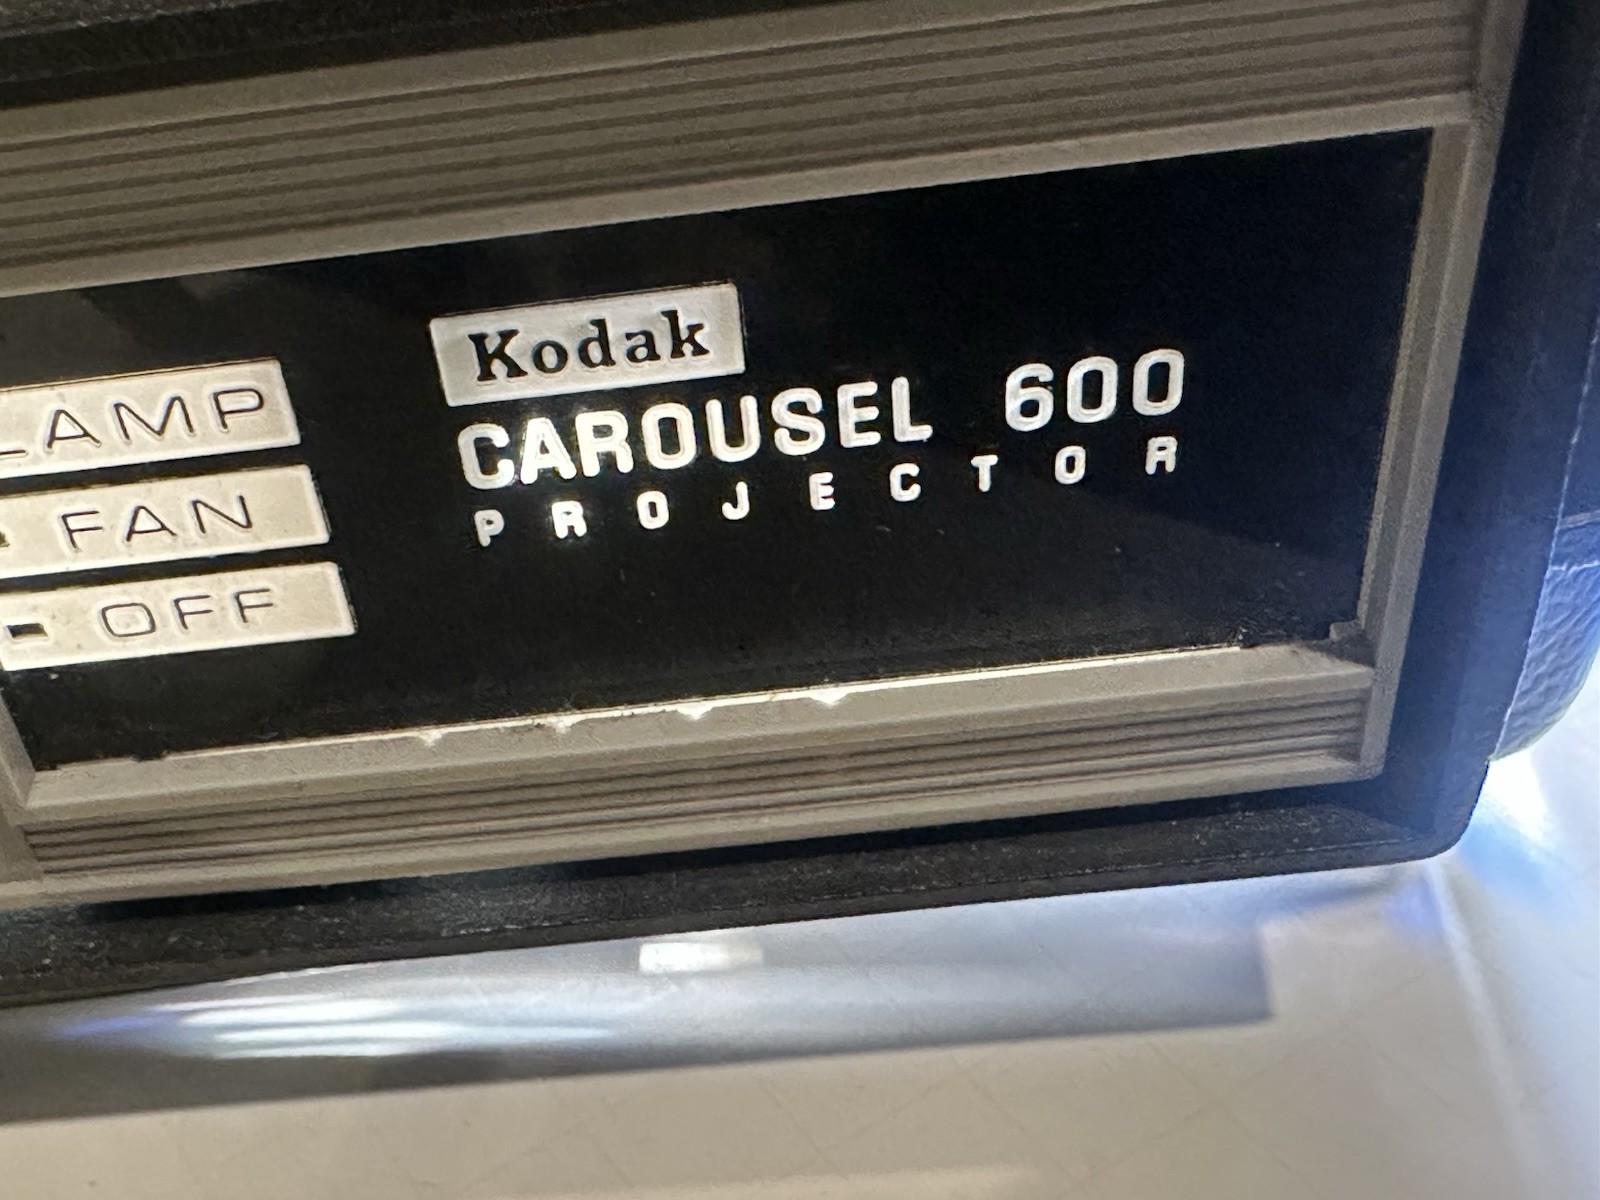 LAMP
FAN
OFF
Kodak
CAROUSEL 600
PROJECTOR